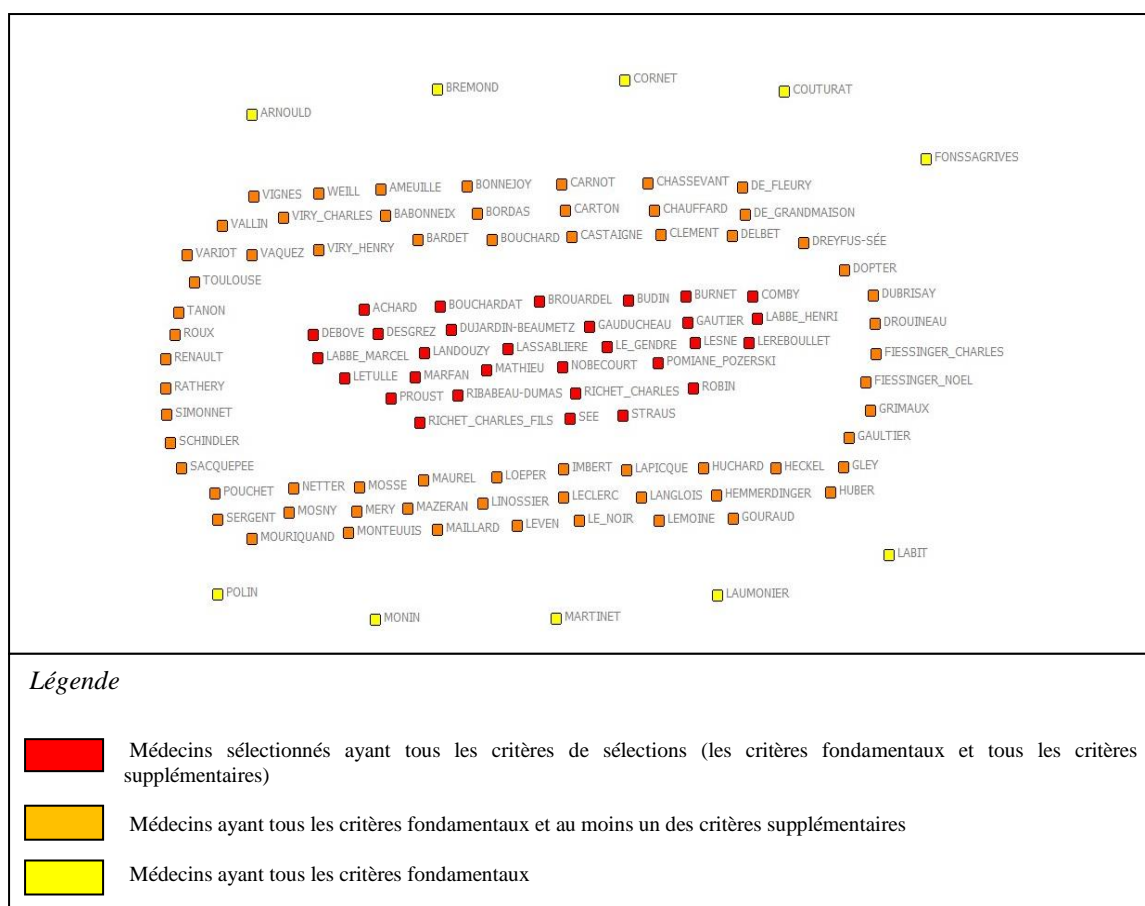 CORNET
BREMOND
COUTURAT
ARNOULD
FONSSAGRIVES
VIGNES WEILL AMEUILLE BONNEJOY CARNOT CHASSEVANT DE_FLEURY
VALLIN VIRY_CHARLES BABONNEIX BORDAS CARTON CHAUFFARD DE_GRANDMAISON
VARIOT VAQUEZ VIRY_HENRY BARDET BOUCHARD CASTAIGNE CLEMENT DELBET DREYFUS-SÉE
TOULOUSE DOPTER
TANON ACHARD BOUCHARDAT BROUARDEL BUDIN BURNET COMBY DUBRISAY
ROUX DEBOVE DESGREZ DUJARDIN-BEAUMETZ GAUDUCHEAU GAUTIER LABBE_HENRI DROUINEAU
RENAULT LABBE_MARCEL LANDOUZY LASSABLIERE LE_GENDRE LESNE LEREBOULLET FIESSINGER_CHARLES
RATHERY LETULLE MARFAN MATHIEU NOBECOURT POMIANE_POZERSKI FIESSINGER_NOEL
SIMONNET PROUST RIBABEAU-DUMAS RICHET_CHARLES ROBIN GRIMAUX
SCHINDLER RICHET_CHARLES_FILS SEE STRAUS GAULTIER
SACQUEPEE MAUREL LOEPER IMBERT LAPICQUE HUCHARD HECKEL GLEY
POUCHET NETTER MOSSE LINOSSIER LECLERC LANGLOIS HEMMERDINGER HUBER
SERGENT MOSNY MERY MAZERAN LEVEN LE_NOIR LEMOINE GOURAUD
MOURIQUAND MONTEUUIS MAILLARD
LABIT
POLIN LAUMONIER
MONIN MARTINET
Légende
Médecins sélectionnés ayant tous les critères de sélections (les critères fondamentaux et tous les critères
supplémentaires)
Médecins ayant tous les critères fondamentaux et au moins un des critères supplémentaires
Médecins ayant tous les critères fondamentaux